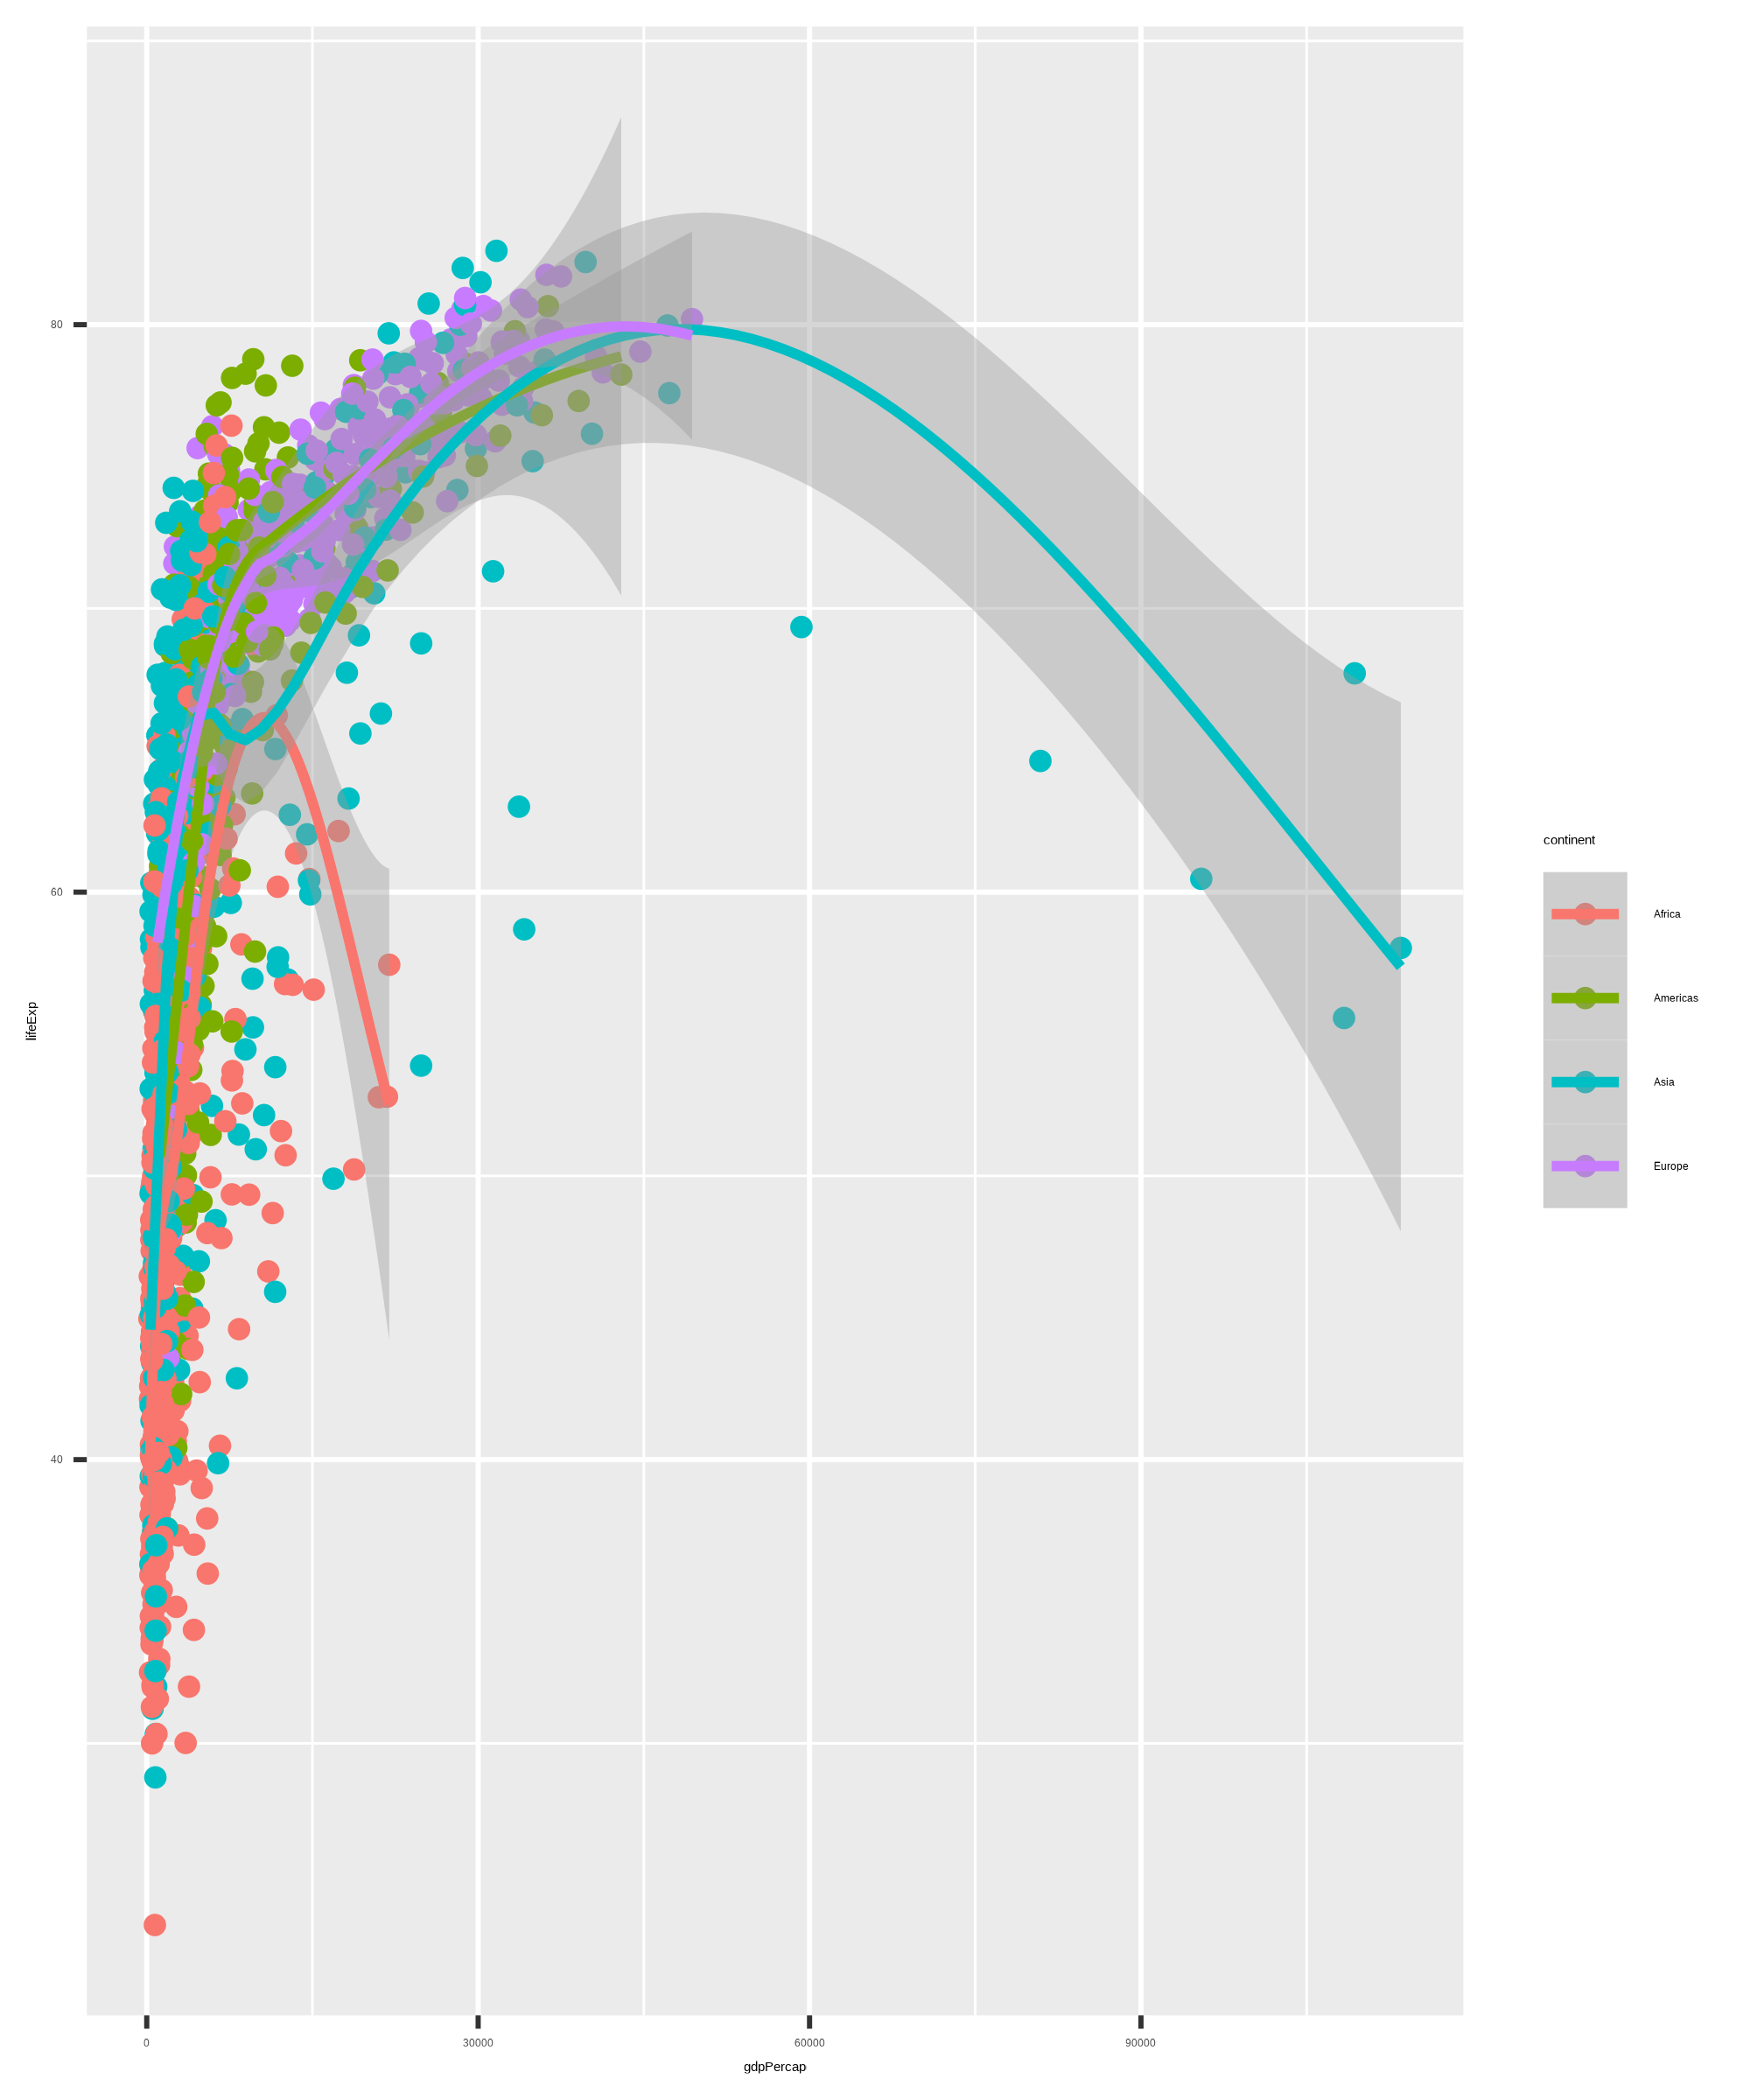 80
60
40
lifeExp
0
30000
60000
90000
gdpPercap
continent
Africa
Americas
Asia
Europe